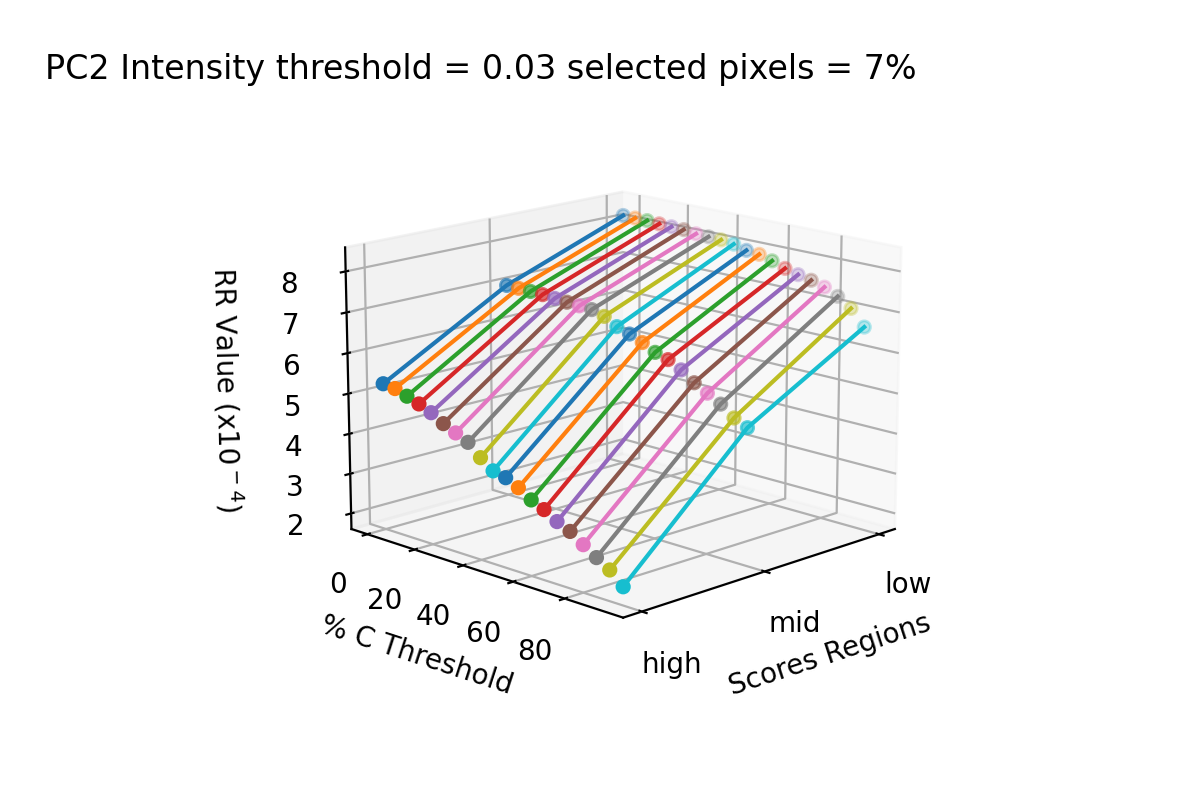 PC2 Intensity threshold = 0.03 selected pixels = 7%
RR Value (x10⁻⁴)
8
7
6
5
4
3
2
0
20
40
60
80
% C Threshold
high
mid
low
Scores Regions